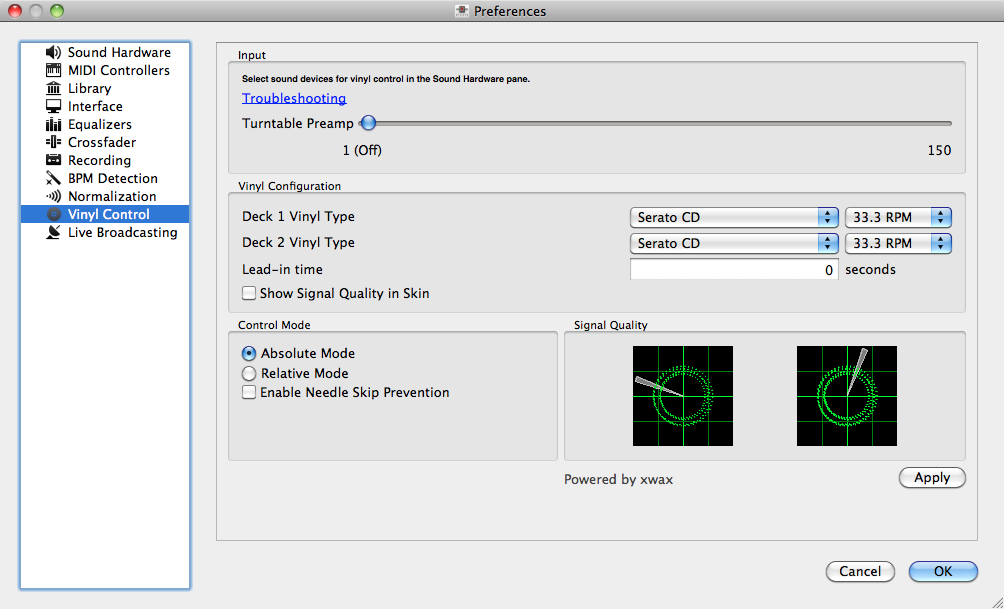 Preferences
Sound Hardware
MIDI Controllers
Library
Interface
Equalizers
Crossfader
Recording
BPM Detection
Normalization
Vinyl Control
Live Broadcasting
Input
Select sound devices for vinyl control in the Sound Hardware pane.
Troubleshooting
Turntable Preamp
1 (Off) 150
Vinyl Configuration
Deck 1 Vinyl Type Serato CD 33.3 RPM
Deck 2 Vinyl Type Serato CD 33.3 RPM
Lead-in time 0 seconds
Show Signal Quality in Skin
Control Mode
Absolute Mode
Relative Mode
Enable Needle Skip Prevention
Signal Quality
Powered by xwax
Apply
Cancel OK